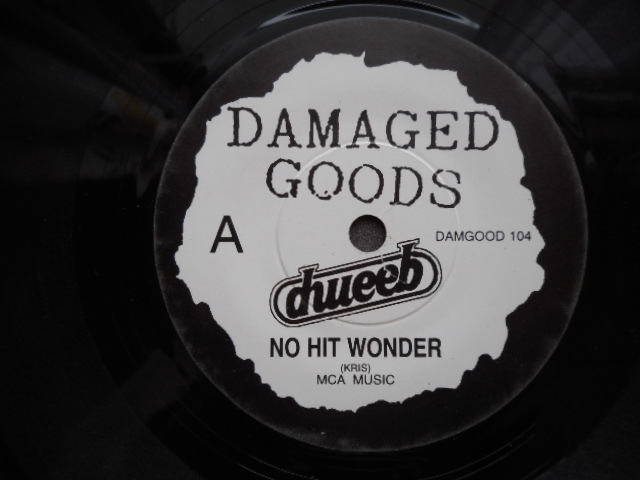 DAMAGED
GOODS
A
DAMGOOD 104
dweeb
NO HIT WONDER
(KRIS)
MCA MUSIC